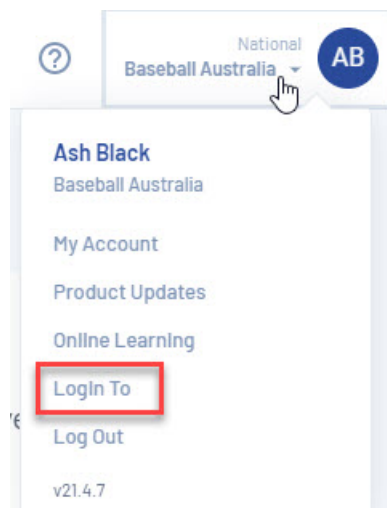 ?
National
Baseball Australia
AB
Ash Black
Baseball Australia
My Account
Product Updates
Online Learning
Login To
Log Out
v21.4.7